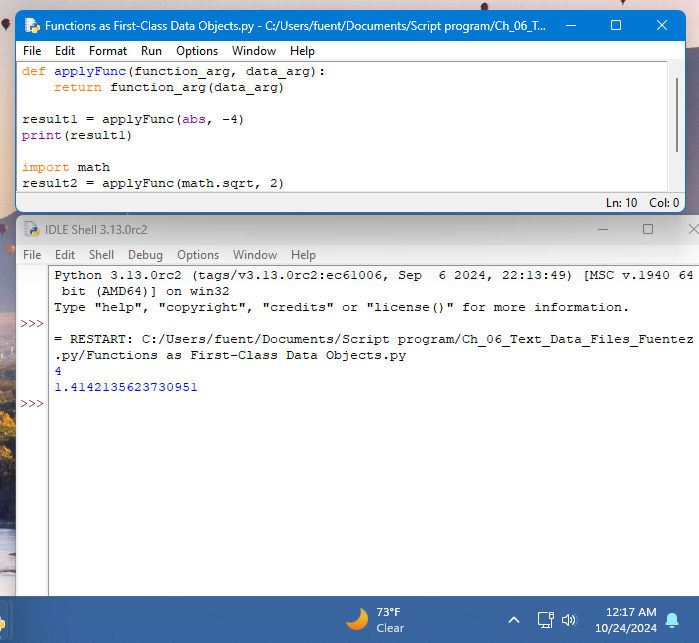 Functions as First-Class Data Objects.py - C:/Users/fuent/Documents/Script program/Ch_06_T...
File Edit Format Run Options Window Help
def applyFunc(function_arg, data_arg):
    return function_arg(data_arg)
result1 = applyFunc(abs, -4)
print(result1)
import math
result2 = applyFunc(math.sqrt, 2)
Ln: 10 Col: 0
IDLE Shell 3.13.0rc2
File Edit Shell Debug Options Window Help
Python 3.13.0rc2 (tags/v3.13.0rc2:ec61006, Sep  6 2024, 22:13:49) [MSC v.1940 64
 bit (AMD64)] on win32
Type "help", "copyright", "credits" or "license()" for more information.
>>>
= RESTART: C:/Users/fuent/Documents/Script program/Ch_06_Text_Data_Files_Fuentez
.py/Functions as First-Class Data Objects.py
4
1.4142135623730951
>>>
73°F
Clear
12:17 AM
10/24/2024